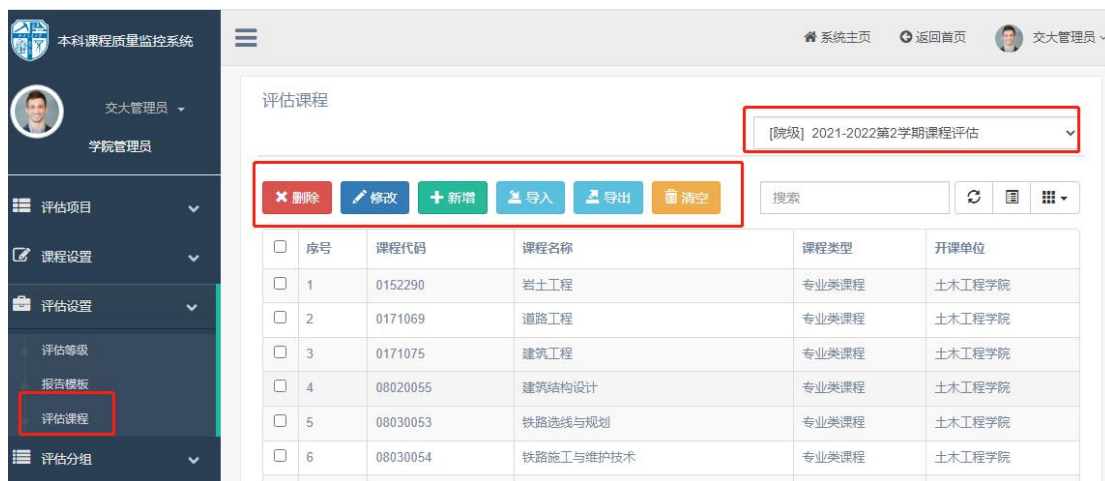 本科课程质量监控系统
系统主页
返回首页
交大管理员
交大管理员
学院管理员
评估项目
课程设置
评估设置
评估等级
报告模板
评估课程
评估分组
评估课程
[院级] 2021-2022第2学期课程评估
删除 修改 新增 导入 导出 清空 搜索
序号 课程代码 课程名称 课程类型 开课单位
1 0152290 岩土工程 专业类课程 土木工程学院
2 0171069 道路工程 专业类课程 土木工程学院
3 0171075 建筑工程 专业类课程 土木工程学院
4 08020055 建筑结构设计 专业类课程 土木工程学院
5 08030053 铁路选线与规划 专业类课程 土木工程学院
6 08030054 铁路施工与维护技术 专业类课程 土木工程学院